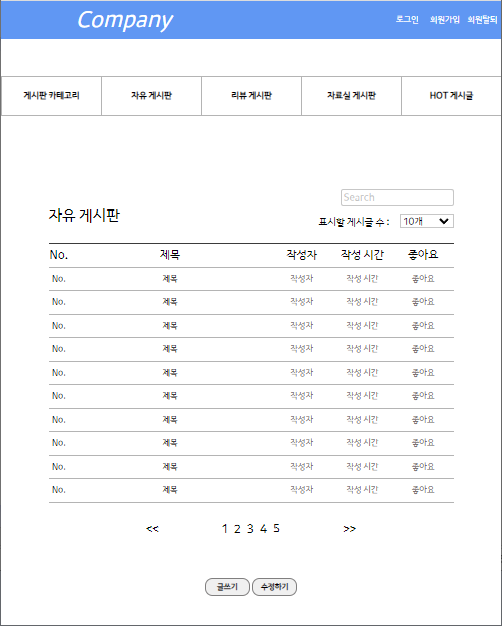 Company 로그인 회원가입 회원탈퇴
게시판 카테고리 자유 게시판 리뷰 게시판 자료실 게시판 HOT 게시글
Search
자유 게시판
표시할 게시글 수 : 10개
No. 제목 작성자 작성 시간 좋아요
No. 제목 작성자 작성 시간 좋아요
No. 제목 작성자 작성 시간 좋아요
No. 제목 작성자 작성 시간 좋아요
No. 제목 작성자 작성 시간 좋아요
No. 제목 작성자 작성 시간 좋아요
No. 제목 작성자 작성 시간 좋아요
No. 제목 작성자 작성 시간 좋아요
No. 제목 작성자 작성 시간 좋아요
No. 제목 작성자 작성 시간 좋아요
No. 제목 작성자 작성 시간 좋아요
<< 1 2 3 4 5 >>
글쓰기 수정하기